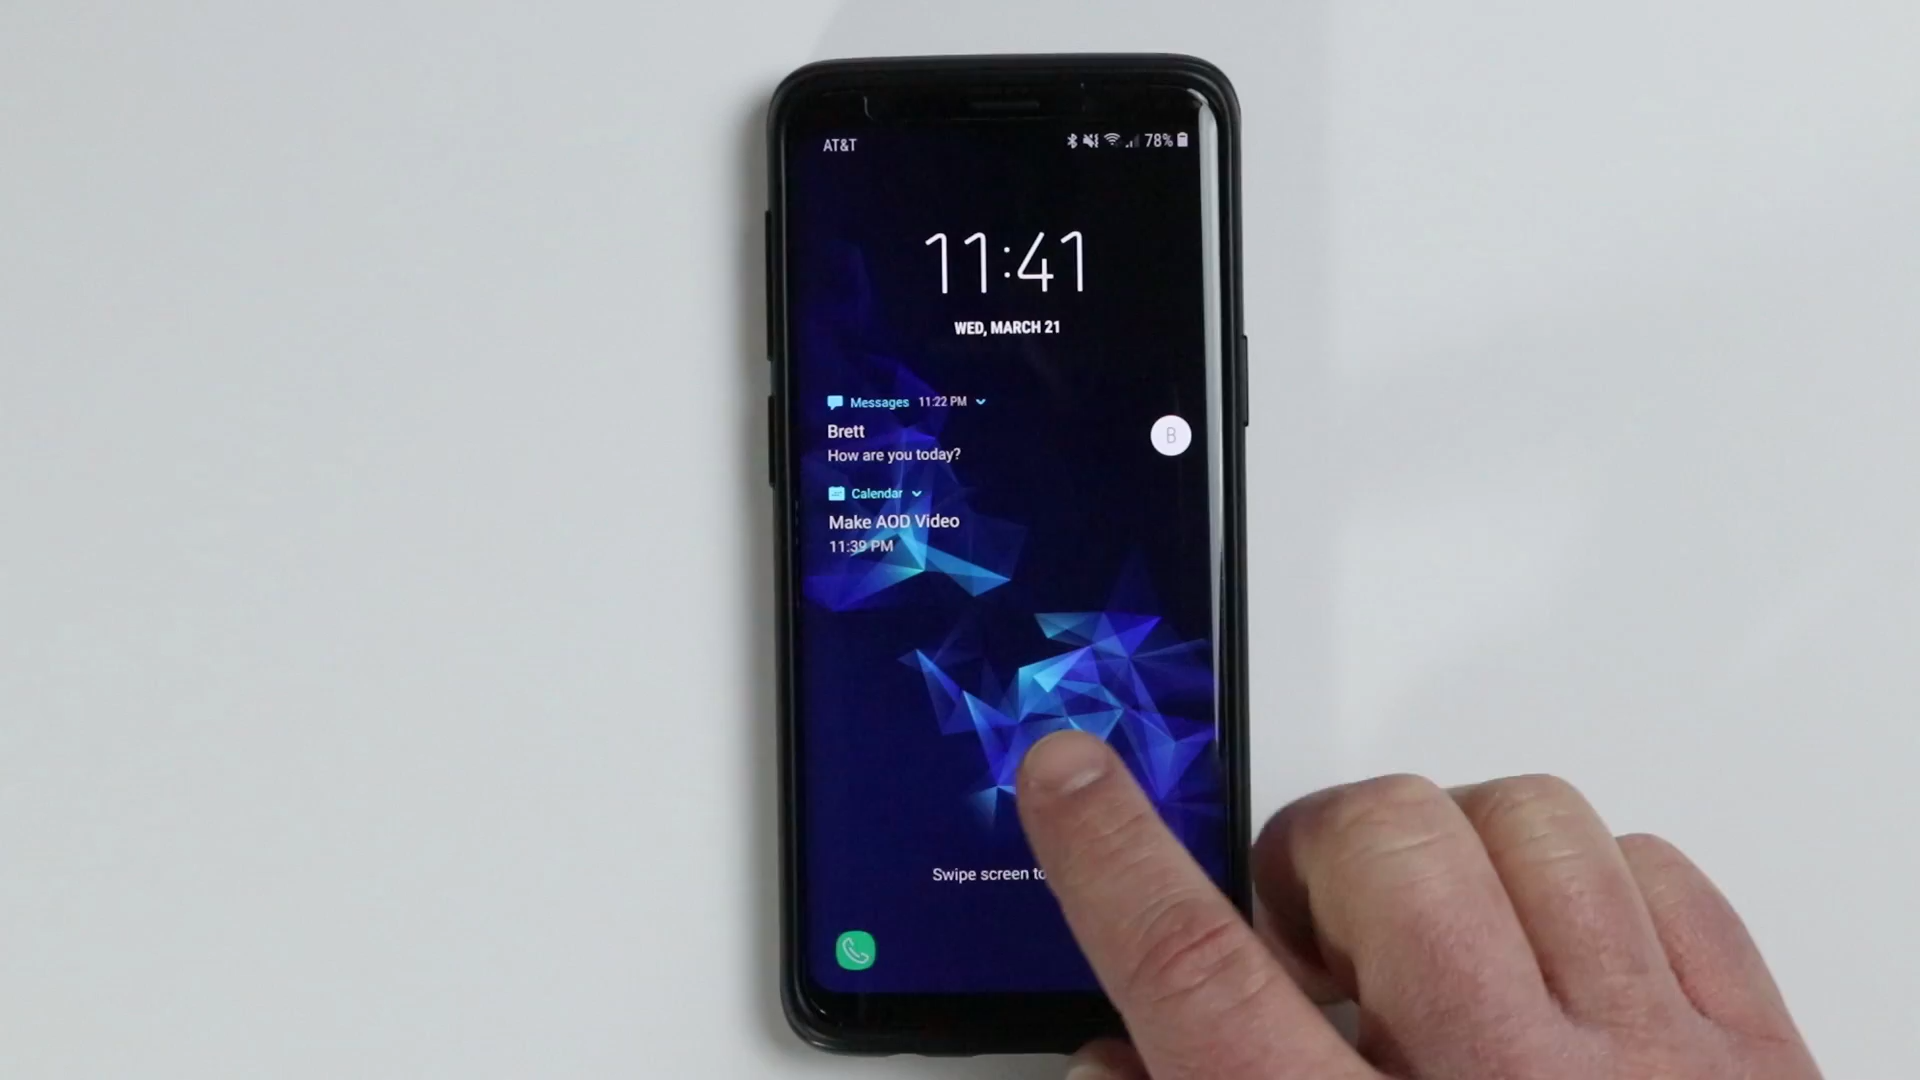 AT&T
78%
11:41
WED, MARCH 21
Messages 11:22 PM
Brett
B
How are you today?
Calendar
Make AOD Video
11:39 PM
Swipe screen to